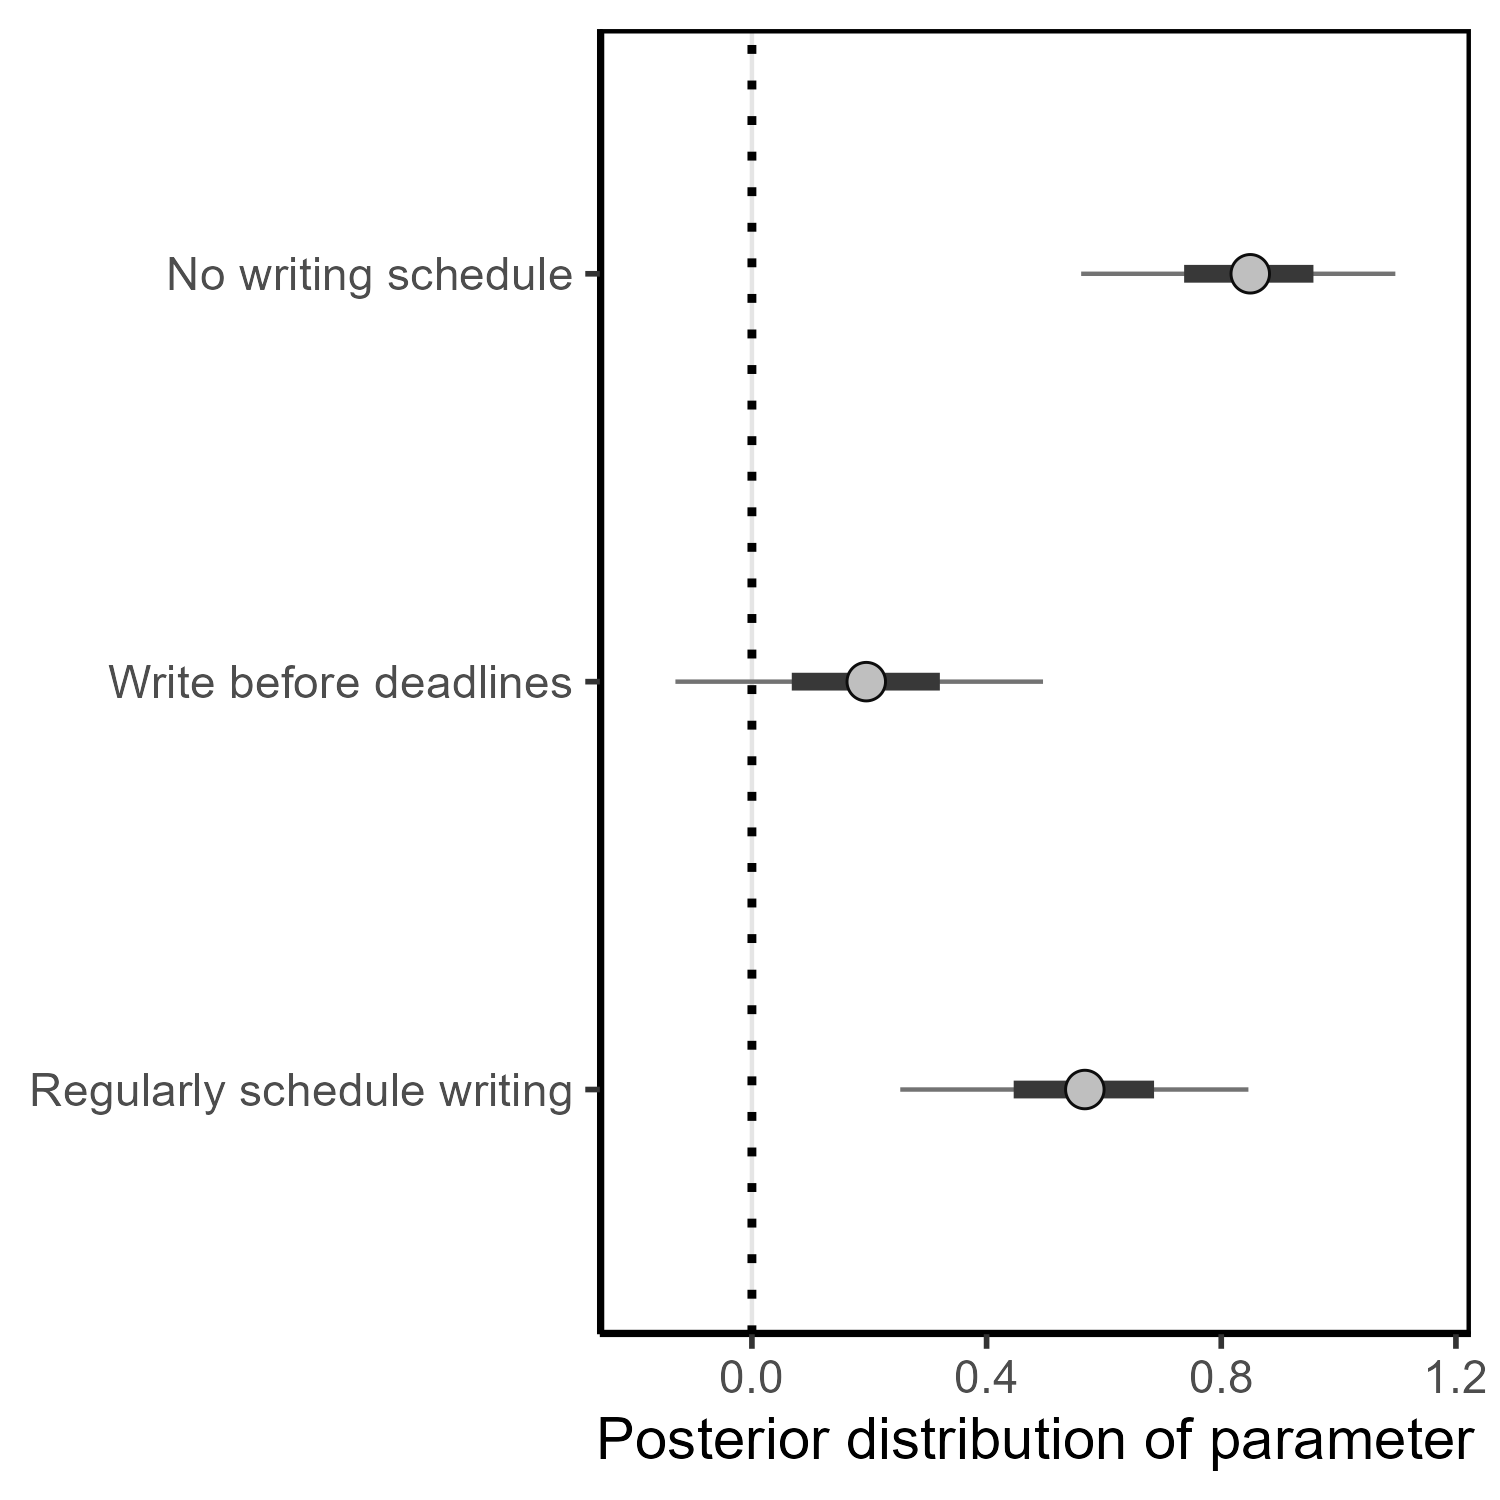 No writing schedule
Write before deadlines
Regularly schedule writing
0.0 0.4 0.8 1.2
Posterior distribution of parameter